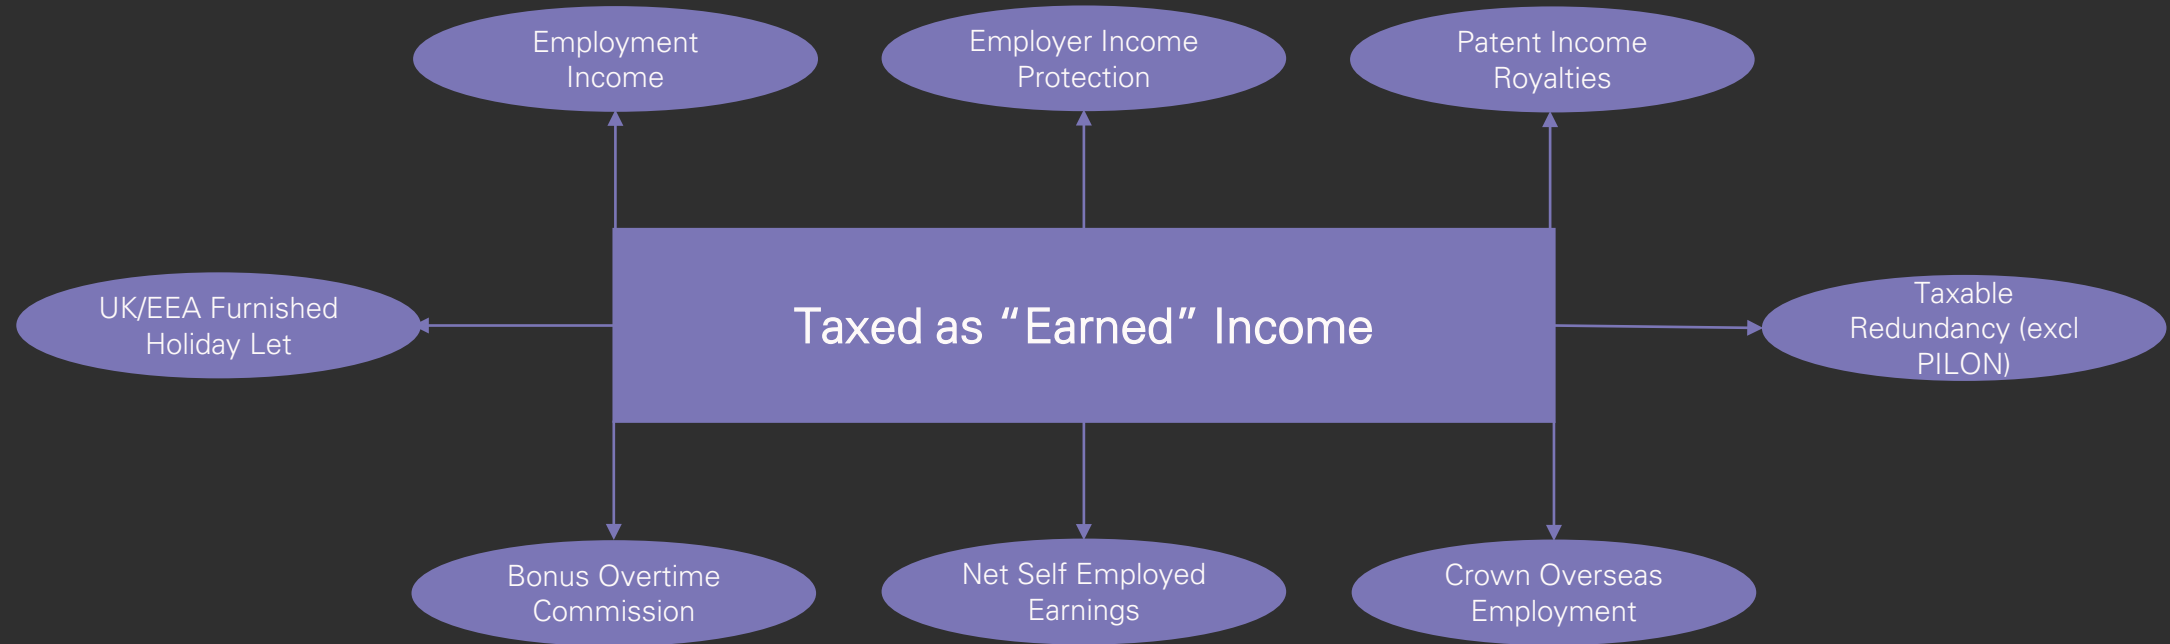 Employment
Income
Employer Income
Protection
Patent Income
Royalties
UK/EEA Furnished
Holiday Let
Taxed as “Earned” Income
Taxable
Redundancy (excl
PILON)
Bonus Overtime
Commission
Net Self Employed
Earnings
Crown Overseas
Employment